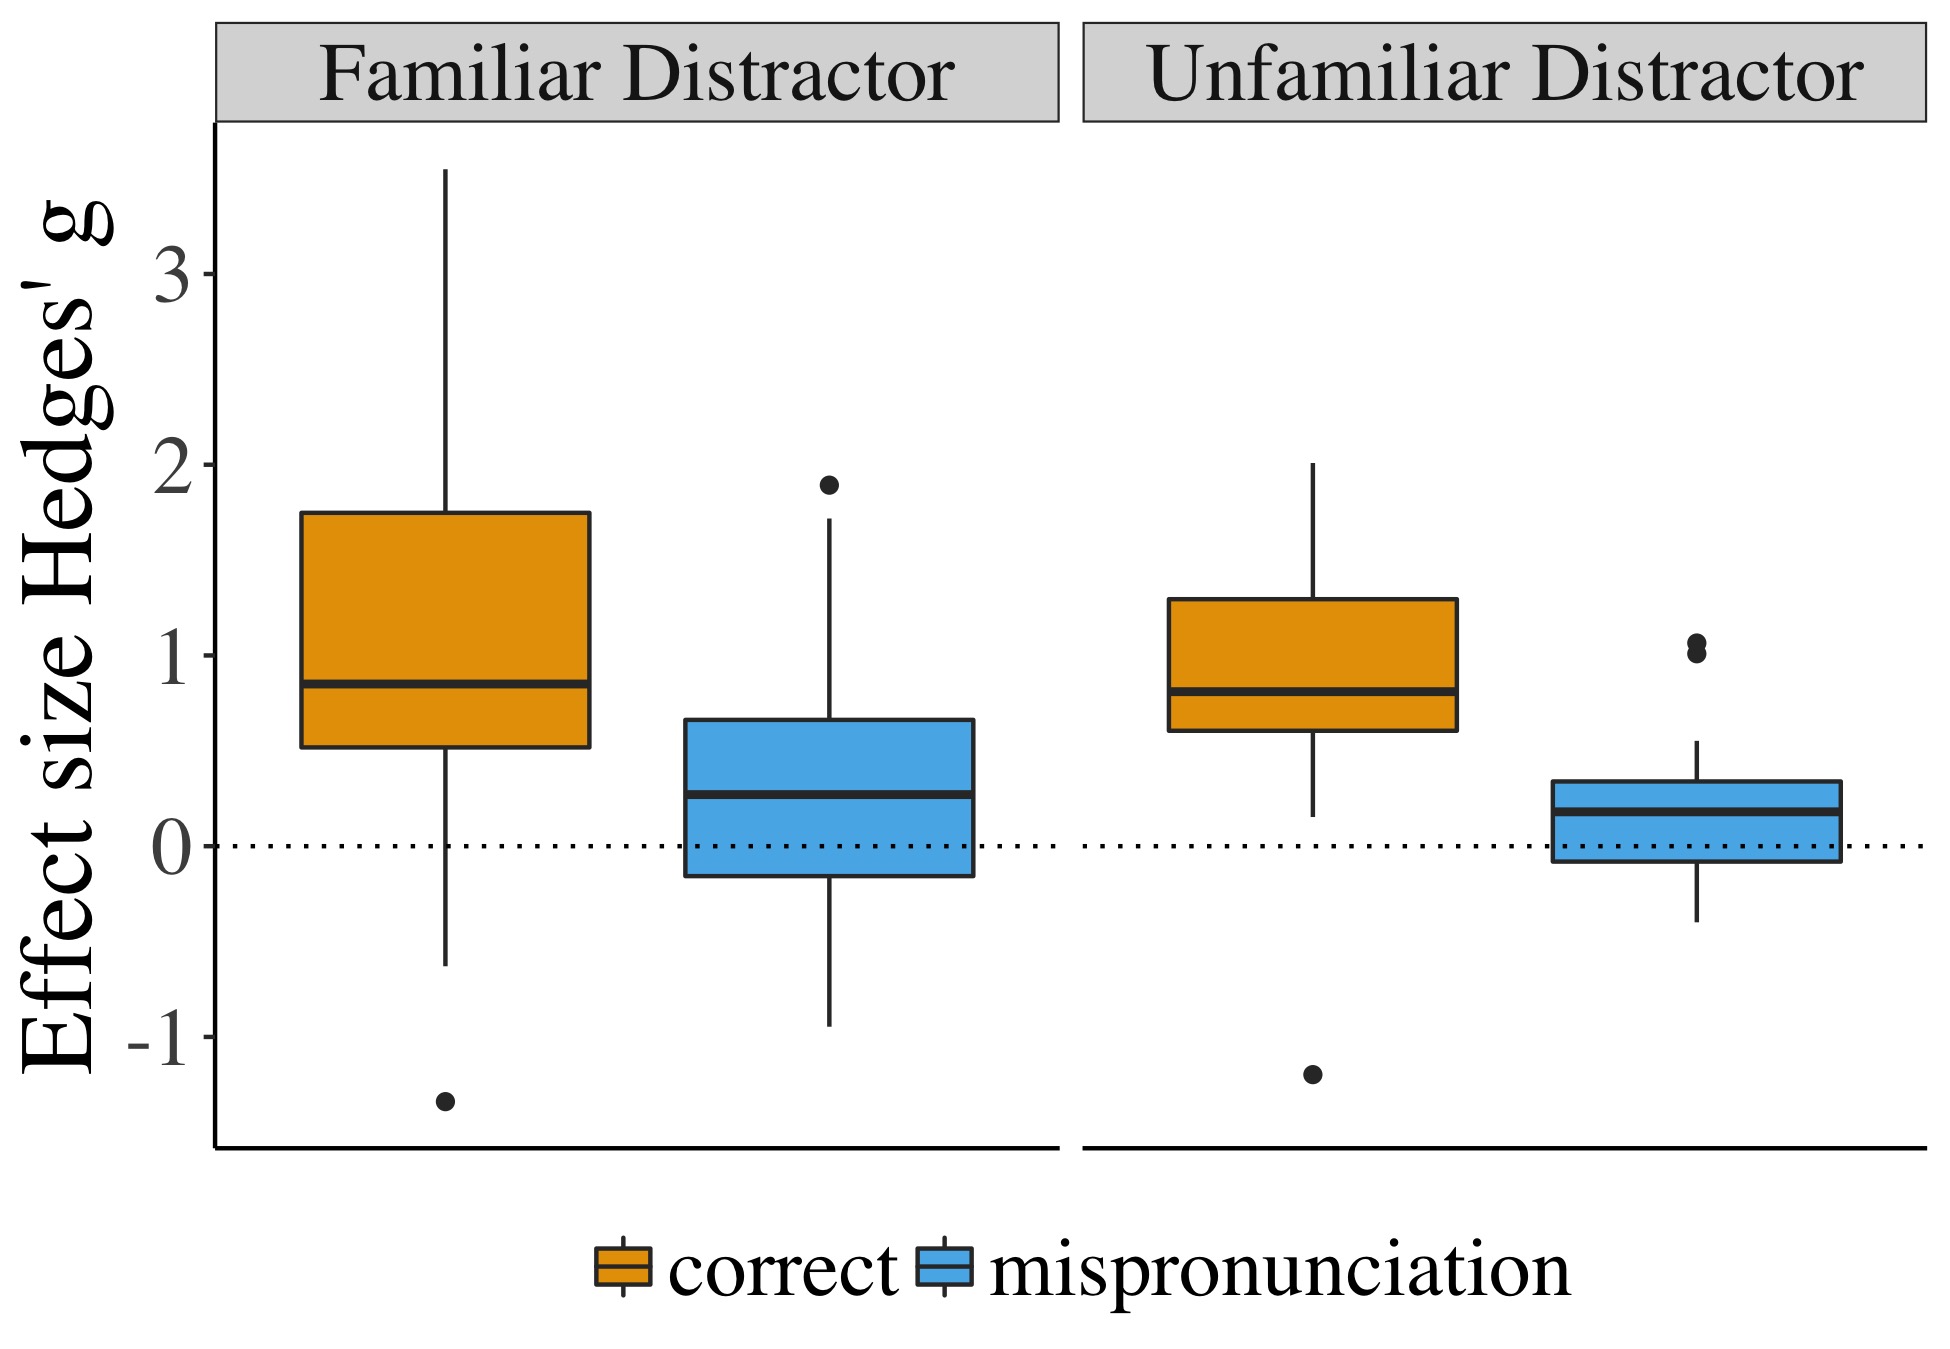 Familiar Distractor
Unfamiliar Distractor
Effect size Hedges' g
3
2
1
0
-1
correct
mispronunciation